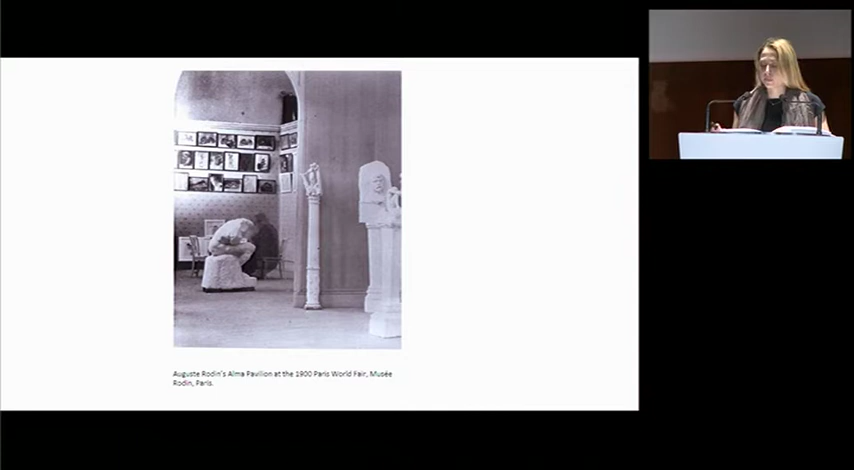 Auguste Rodin's Alma Pavilion at the 1900 Paris World Fair, Musée
Rodin, Paris.